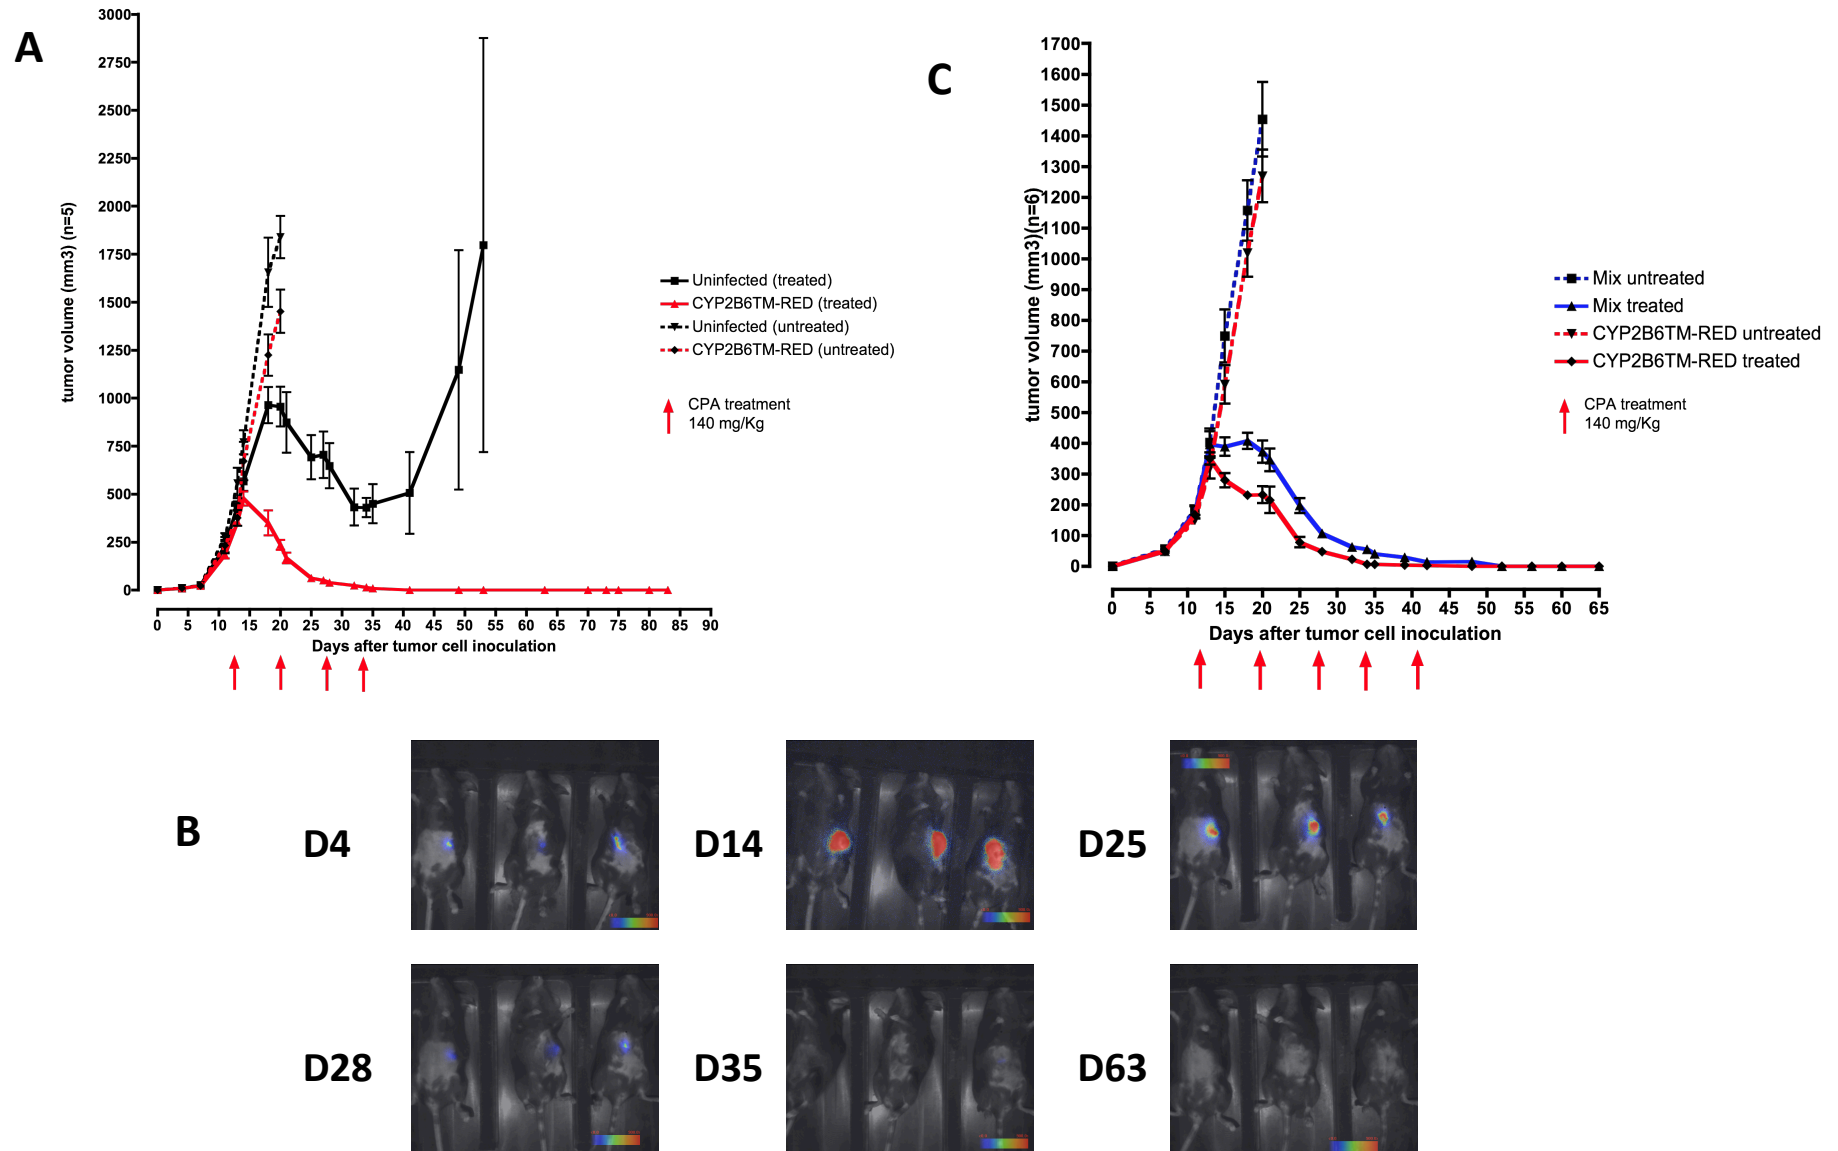 A
3000
2750
2500
2250
2000
1750
1500
1250
1000
750
500
250
0
tumor volume (mm3) (n=5)
0 5 10 15 20 25 30 35 40 45 50 55 60 65 70 75 80 85 90
Days after tumor cell inoculation
Uninfected (treated)
CYP2B6TM-RED (treated)
Uninfected (untreated)
CYP2B6TM-RED (untreated)
CPA treatment
140 mg/Kg
C
1700
1600
1500
1400
1300
1200
1100
1000
900
800
700
600
500
400
300
200
100
0
tumor volume (mm3)(n=6)
0 5 10 15 20 25 30 35 40 45 50 55 60 65
Days after tumor cell inoculation
Mix untreated
Mix treated
CYP2B6TM-RED untreated
CYP2B6TM-RED treated
CPA treatment
140 mg/Kg
B
D4
D14
D25
D28
D35
D63